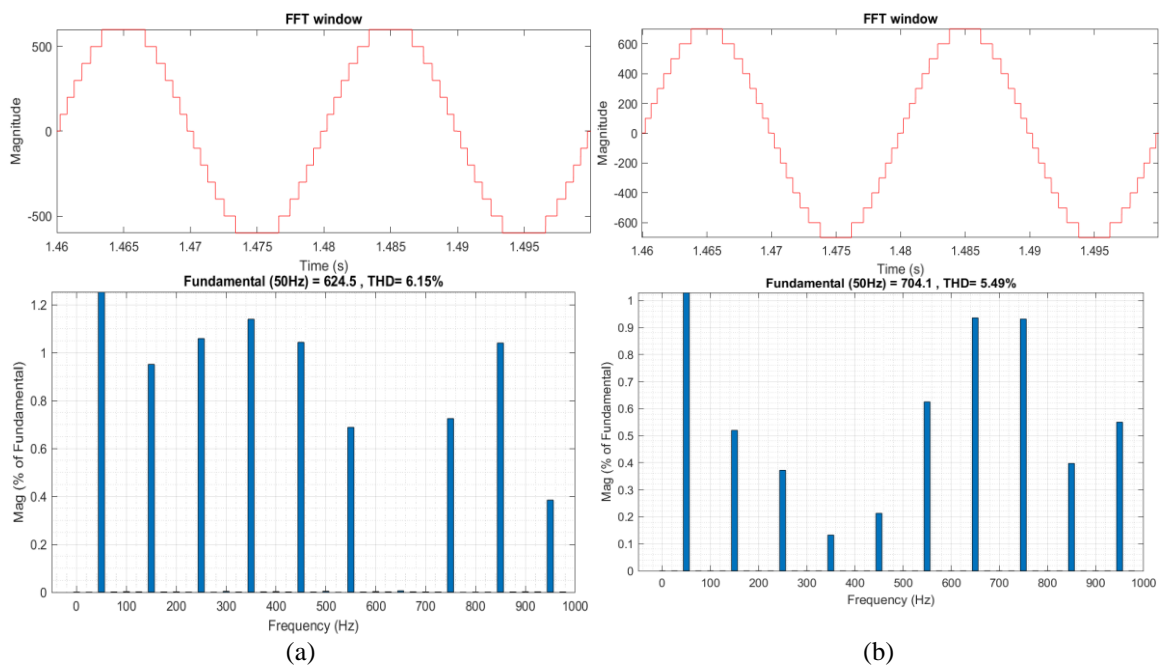 FFT window
500
0
-500
Magnitude
1.46 1.465 1.47 1.475 1.48 1.485 1.49 1.495
Time (s)
Fundamental (50Hz) = 624.5 , THD= 6.15%
1.2
1
0.8
0.6
0.4
0.2
0
Mag (% of Fundamental)
0 100 200 300 400 500 600 700 800 900 1000
Frequency (Hz)
(a)
FFT window
600
400
200
0
-200
-400
-600
Magnitude
1.46 1.465 1.47 1.475 1.48 1.485 1.49 1.495
Time (s)
Fundamental (50Hz) = 704.1 , THD= 5.49%
1
0.9
0.8
0.7
0.6
0.5
0.4
0.3
0.2
0.1
0
Mag (% of Fundamental)
0 100 200 300 400 500 600 700 800 900 1000
Frequency (Hz)
(b)